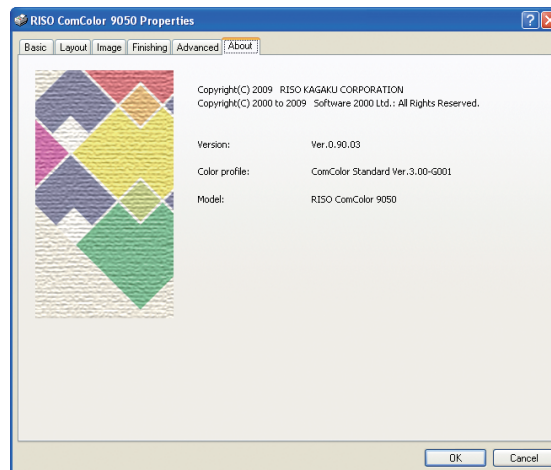 RISO ComColor 9050 Properties
Basic Layout Image Finishing Advanced About
Copyright(C) 2009 RISO KAGAKU CORPORATION
Copyright(C) 2000 to 2009 Software 2000 Ltd.: All Rights Reserved.
Version: Ver.0.90.03
Color profile: ComColor Standard Ver.3.00-G001
Model: RISO ComColor 9050
OK Cancel